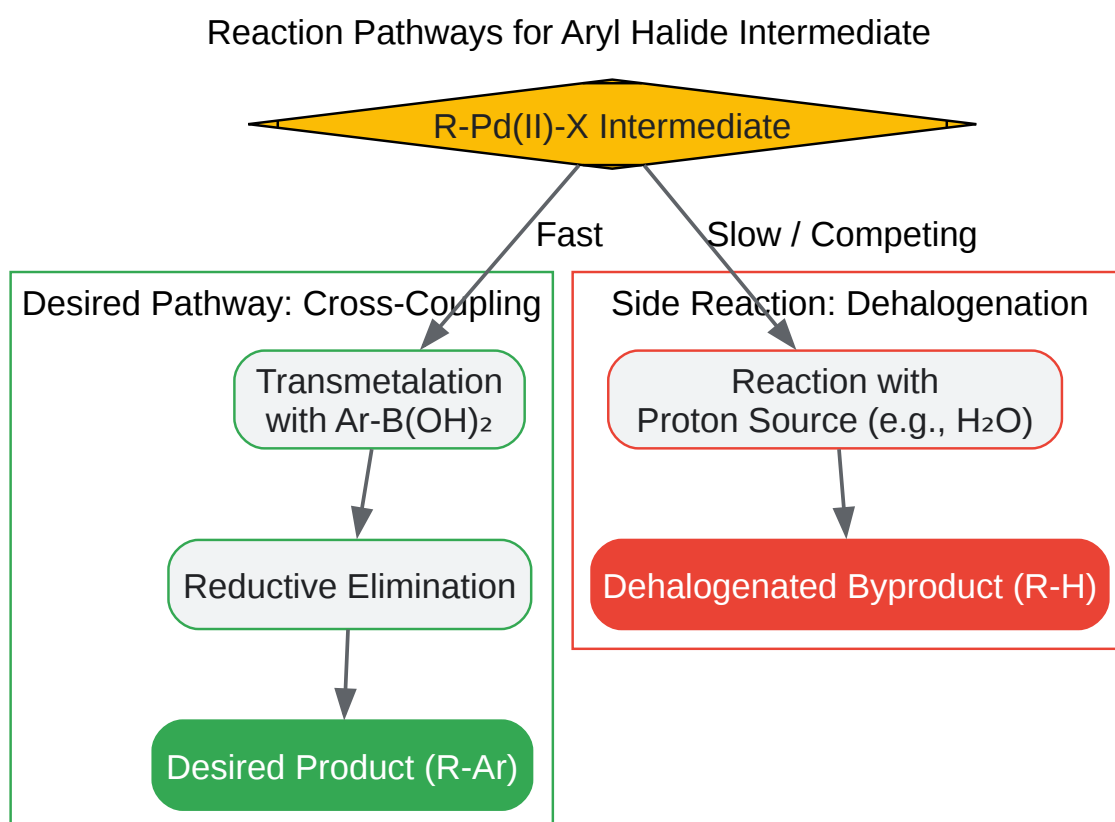 Reaction Pathways for Aryl Halide Intermediate
R-Pd(II)-X Intermediate
Fast
Slow / Competing
Desired Pathway: Cross-Coupling
Transmetalation
with Ar-B(OH)₂
Reductive Elimination
Desired Product (R-Ar)
Side Reaction: Dehalogenation
Reaction with
Proton Source (e.g., H₂O)
Dehalogenated Byproduct (R-H)